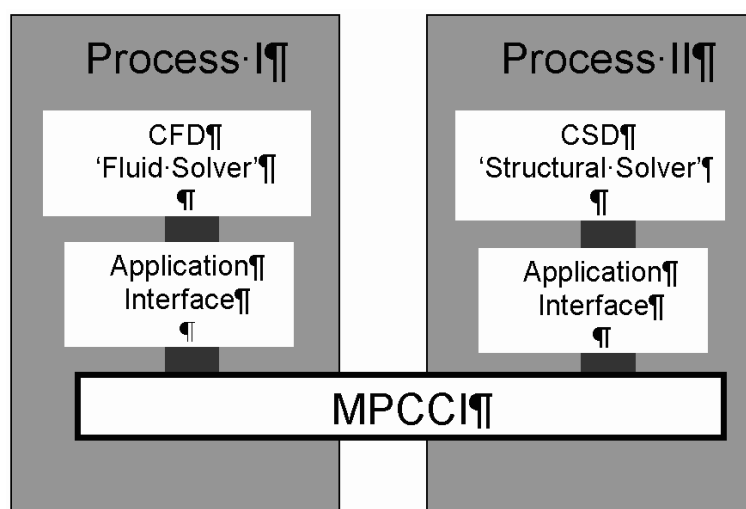 Process·I¶
CFD¶
‘Fluid·Solver’¶
¶
Application¶
Interface¶
¶
Process·II¶
CSD¶
‘Structural·Solver’¶
¶
Application¶
Interface¶
¶
MPCCI¶